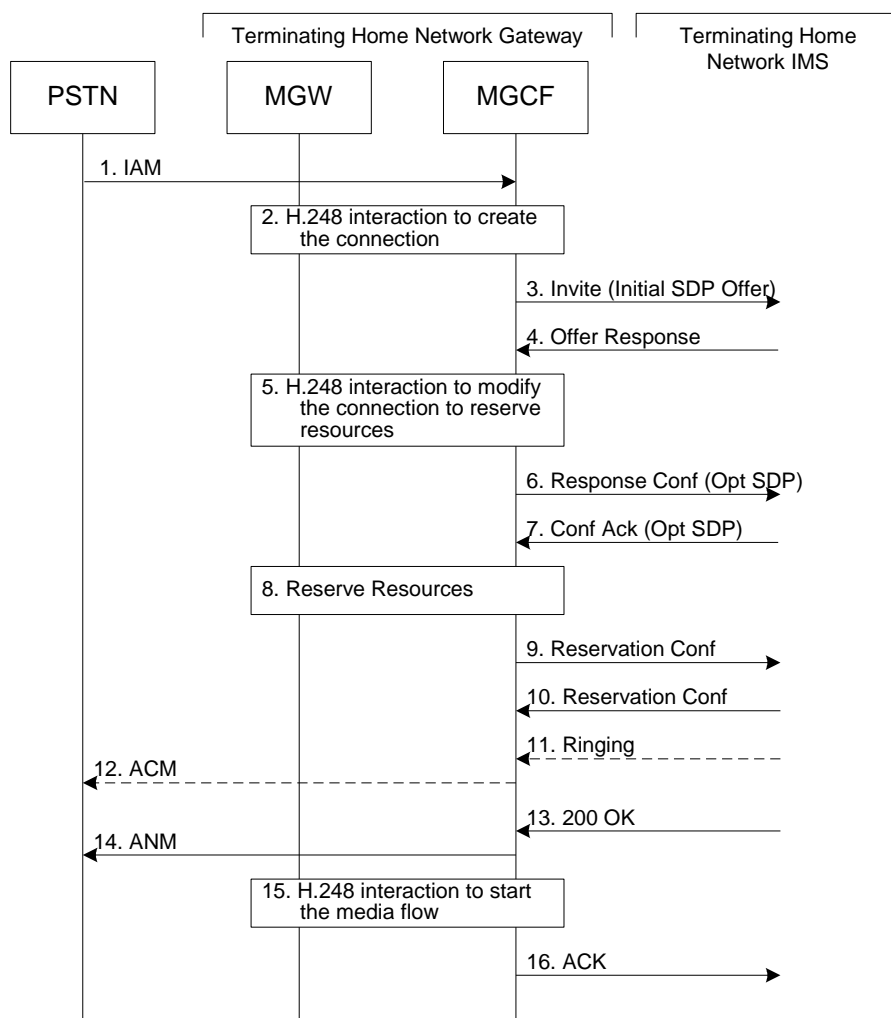 Terminating Home Network Gateway
Terminating Home
Network IMS
PSTN
MGW
MGCF
1. IAM
2. H.248 interaction to create
the connection
3. Invite (Initial SDP Offer)
4. Offer Response
5. H.248 interaction to modify
the connection to reserve
resources
6. Response Conf (Opt SDP)
7. Conf Ack (Opt SDP)
8. Reserve Resources
9. Reservation Conf
10. Reservation Conf
11. Ringing
12. ACM
13. 200 OK
14. ANM
15. H.248 interaction to start
the media flow
16. ACK